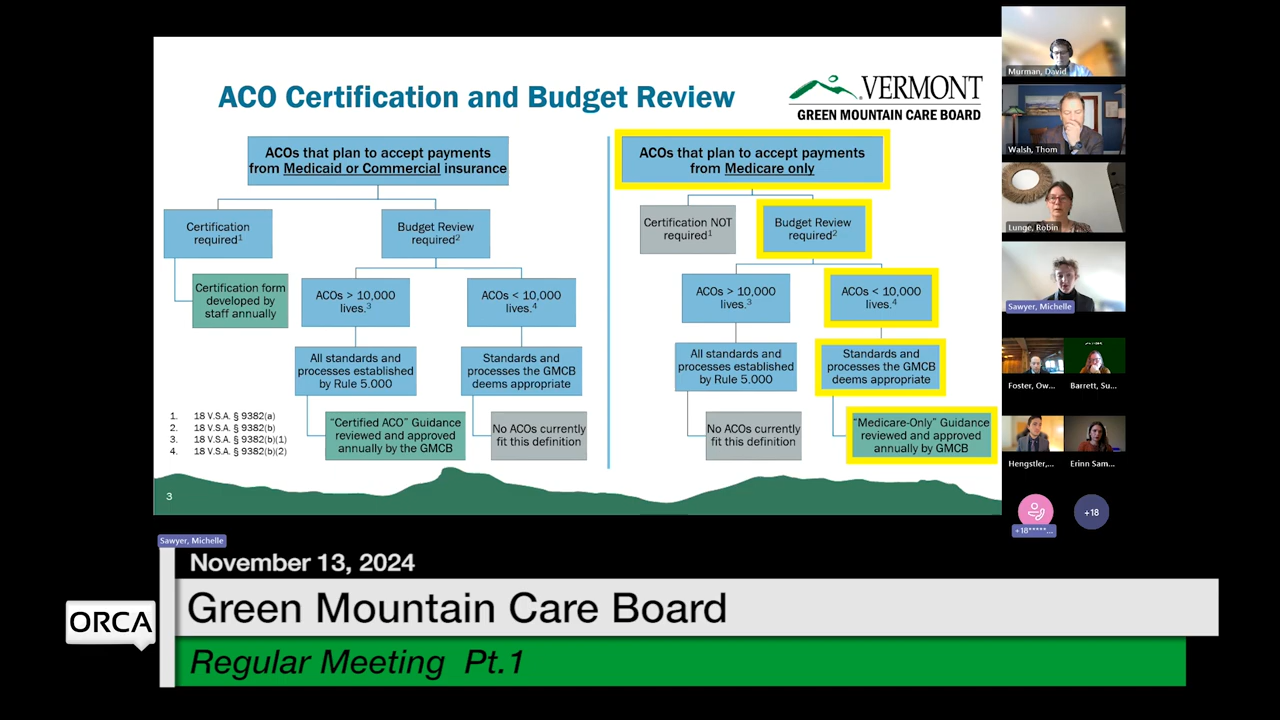 ACO Certification and Budget Review
VERMONT
GREEN MOUNTAIN CARE BOARD
ACOs that plan to accept payments
from Medicaid or Commercial insurance
Certification
required1
Budget Review
required2
Certification form
developed by
staff annually
ACOs > 10,000
lives.3
ACOs < 10,000
lives.4
All standards and
processes established
by Rule 5.000
Standards and
processes the GMCB
deems appropriate
"Certified ACO" Guidance
reviewed and approved
annually by the GMCB
No ACOs currently
fit this definition
ACOs that plan to accept payments
from Medicare only
Certification NOT
required1
Budget Review
required2
ACOs > 10,000
lives.3
ACOs < 10,000
lives.4
All standards and
processes established
by Rule 5.000
Standards and
processes the GMCB
deems appropriate
No ACOs currently
fit this definition
"Medicare-Only" Guidance
reviewed and approved
annually by GMCB
1. 18 V.S.A. § 9382(a)
2. 18 V.S.A. § 9382(b)
3. 18 V.S.A. § 9382(b)(1)
4. 18 V.S.A. § 9382(b)(2)
3
Murman, David
Walsh, Thom
Lunge, Robin
Sawyer, Michelle
Foster, Ow...
Barrett, Su...
Hengstler,...
Erinn Sam...
+18*****...
+18
Sawyer, Michelle
November 13, 2024
ORCA
Green Mountain Care Board
Regular Meeting Pt.1